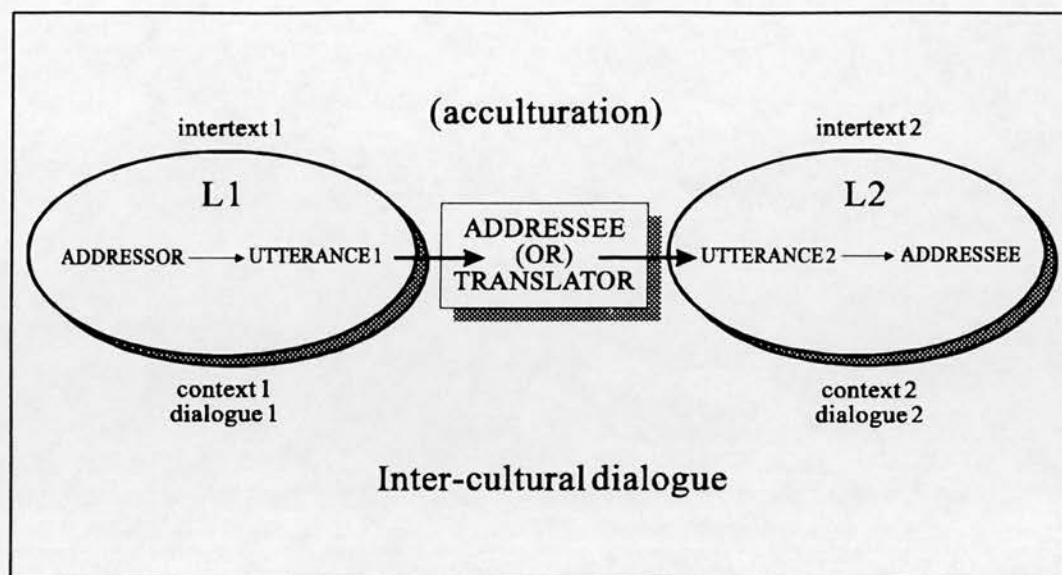 (acculturation)
intertext 1
intertext 2
L1
L2
ADDRESSOR
UTTERANCE 1
ADDRESSEE
(OR)
TRANSLATOR
UTTERANCE 2
ADDRESSEE
context 1
dialogue 1
context 2
dialogue 2
Inter-cultural dialogue